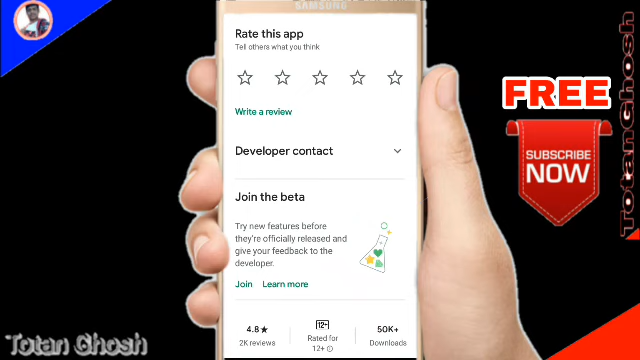 SAMSUNG
Rate this app
Tell others what you think
Write a review
Developer contact
Join the beta
Try new features before
they're officially released and
give your feedback to the
developer.
Join Learn more
4.8★
2K reviews
12+
Rated for
12+
50K+
Downloads
FREE
SUBSCRIBE
NOW
TotanGhosh
Totan Ghosh